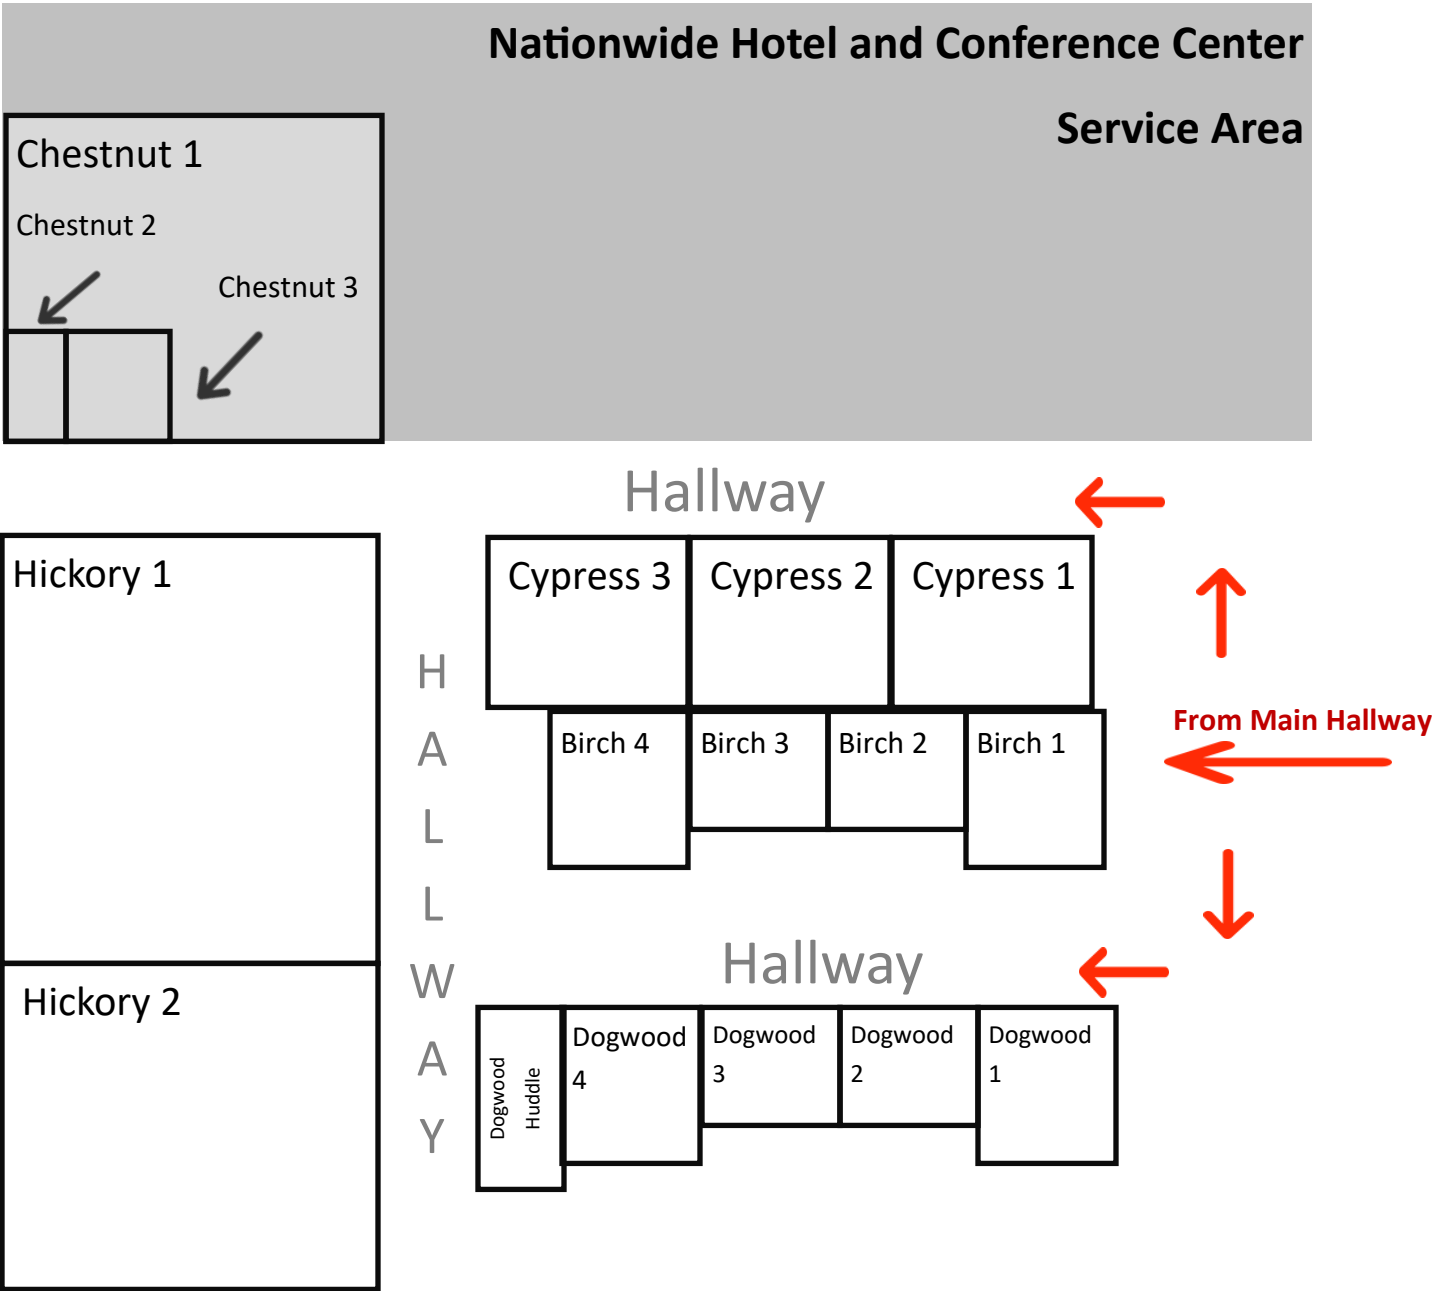 Nationwide Hotel and Conference Center
Service Area
Chestnut 1
Chestnut 2
Chestnut 3
Hallway
Hickory 1
Cypress 3
Cypress 2
Cypress 1
H
A
L
L
W
A
Y
From Main Hallway
Birch 4
Birch 3
Birch 2
Birch 1
Hallway
Hickory 2
Dogwood
Huddle
Dogwood
4
Dogwood
3
Dogwood
2
Dogwood
1